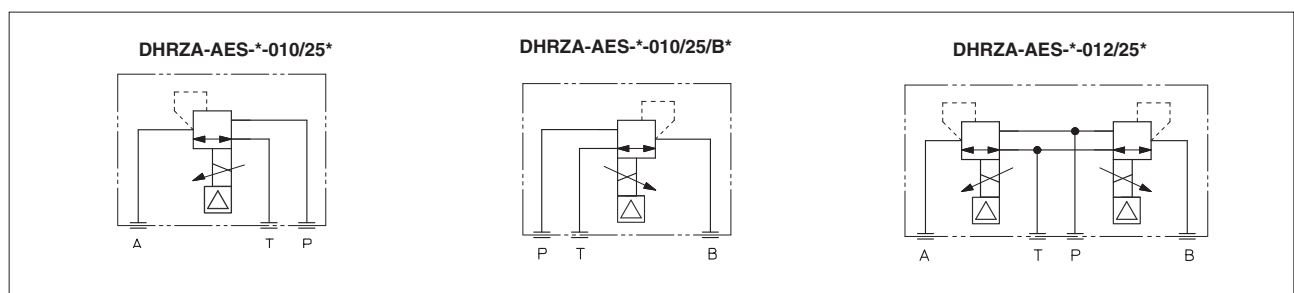 DHRZA-AES-*-010/25*
DHRZA-AES-*-010/25/B*
DHRZA-AES-*-012/25*
A T P
P T B
A T P B